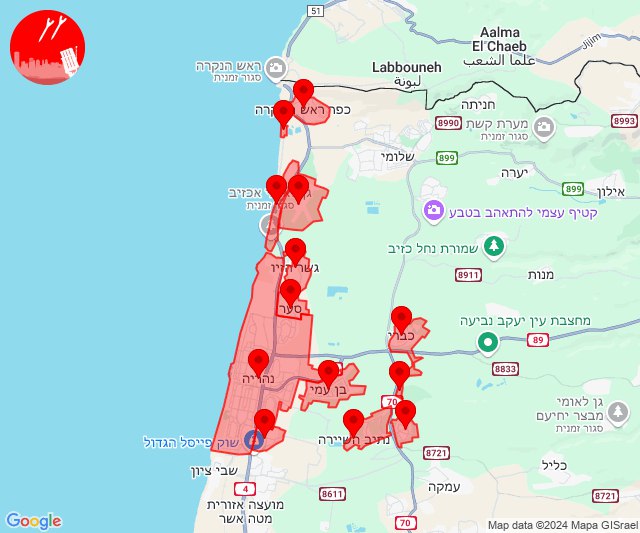 51
Aalma
El Chaeb
علما الشعب
Jijim
Labbouneh
لبونة
ראש הנקרה
סגור זמנית
כפר ראש הנקרה
חניתה
8990
מערת קשת
סגור זמנית
8993
שלומי
899
יערה
899
אילון
אכזיב
סגור זמנית
קטיף עצמי להתאהב בטבע
שמורת נחל כזיב
גשר הזיו
8911
מנות
סער
מחצבת עין יעקב נביעה
כברי
89
8833
נהריה
בן עמי
70
גן לאומי
מבצר יחיעם
סגור זמנית
שוק פייסל הגדול
נתיב השיירה
8721
שבי ציון
כליל
4
מועצה אזורית
מטה אשר
8611
עמקה
8721
70
Google
Map data ©2024 Mapa GISrael